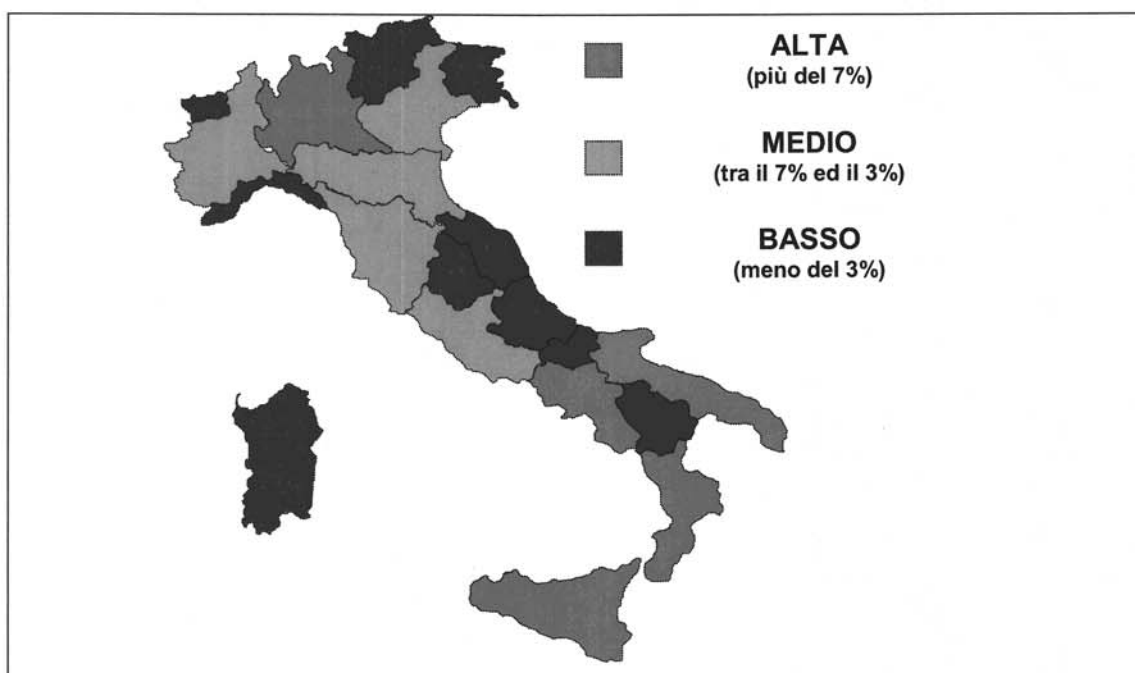 ALTA
(più del 7%)
MEDIO
(tra il 7% ed il 3%)
BASSO
(meno del 3%)